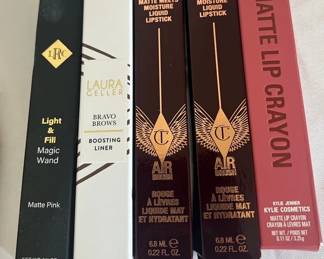 LRC
Light &
Fill
Magic
Wand
Matte Pink
LAURA
GELLER
BRAVO
BROWS
BOOSTING
LINER
MATTE MEETS
MOISTURE
LIQUID
LIPSTICK
CT
AIR
BRUSH
ROUGE
À LÈVRES
LIQUIDE MAT
ET HYDRATANT
6.8 ML ℮
0.22 FL. OZ.
MOISTURE
LIQUID
LIPSTICK
CT
AIR
BRUSH
ROUGE
À LÈVRES
LIQUIDE MAT
ET HYDRATANT
6.8 ML ℮
0.22 FL. OZ.
MATTE LIP CRAYON
KYLIE JENNER
KYLIE COSMETICS
MATTE LIP CRAYON
CRAYON À LÈVRES MAT
NET WT. / POIDS NET
0.11 OZ / 3.25g